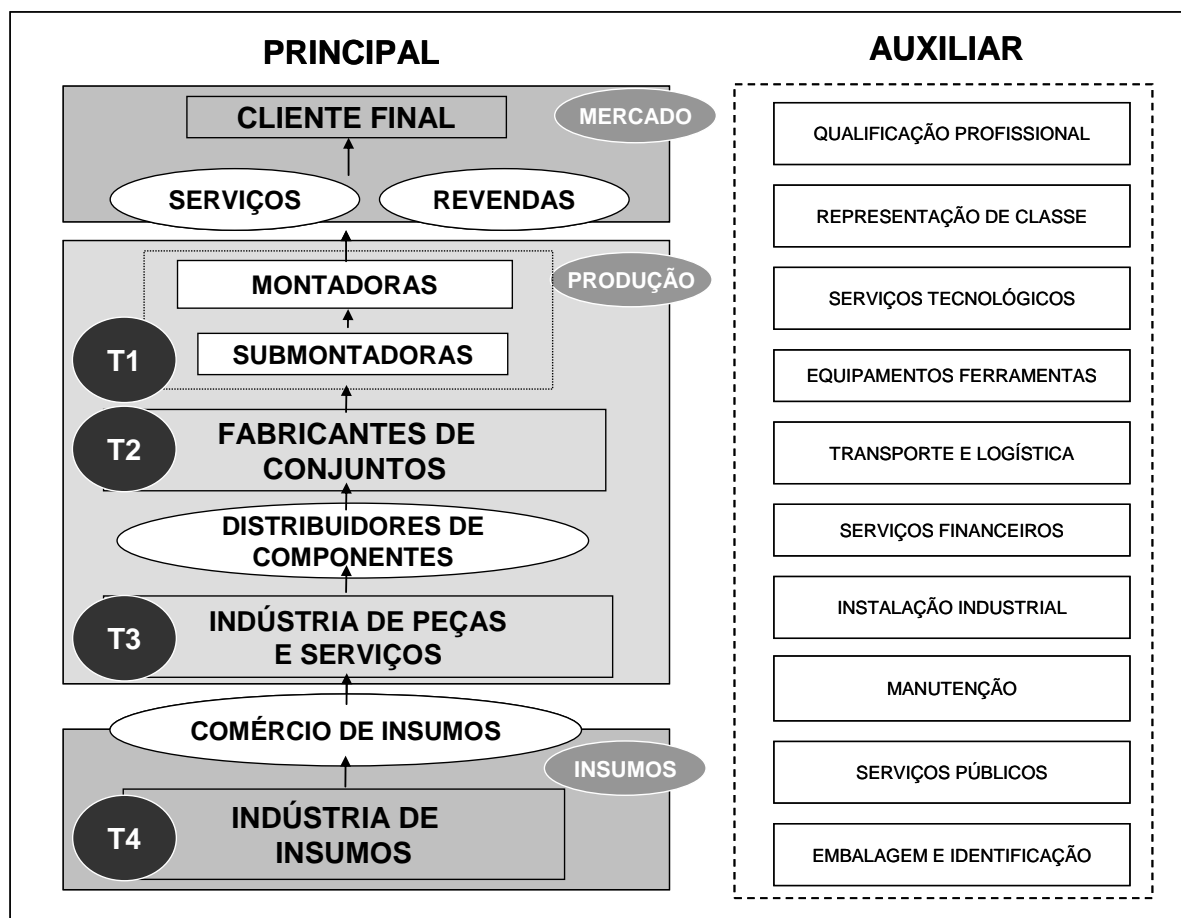 PRINCIPAL
CLIENTE FINAL
MERCADO
SERVIÇOS
REVENDAS
MONTADORAS
PRODUÇÃO
T1
SUBMONTADORAS
T2
FABRICANTES DE
CONJUNTOS
DISTRIBUIDORES DE
COMPONENTES
T3
INDÚSTRIA DE PEÇAS
E SERVIÇOS
COMÉRCIO DE INSUMOS
INSUMOS
T4
INDÚSTRIA DE
INSUMOS
AUXILIAR
QUALIFICAÇÃO PROFISSIONAL
REPRESENTAÇÃO DE CLASSE
SERVIÇOS TECNOLÓGICOS
EQUIPAMENTOS FERRAMENTAS
TRANSPORTE E LOGÍSTICA
SERVIÇOS FINANCEIROS
INSTALAÇÃO INDUSTRIAL
MANUTENÇÃO
SERVIÇOS PÚBLICOS
EMBALAGEM E IDENTIFICAÇÃO